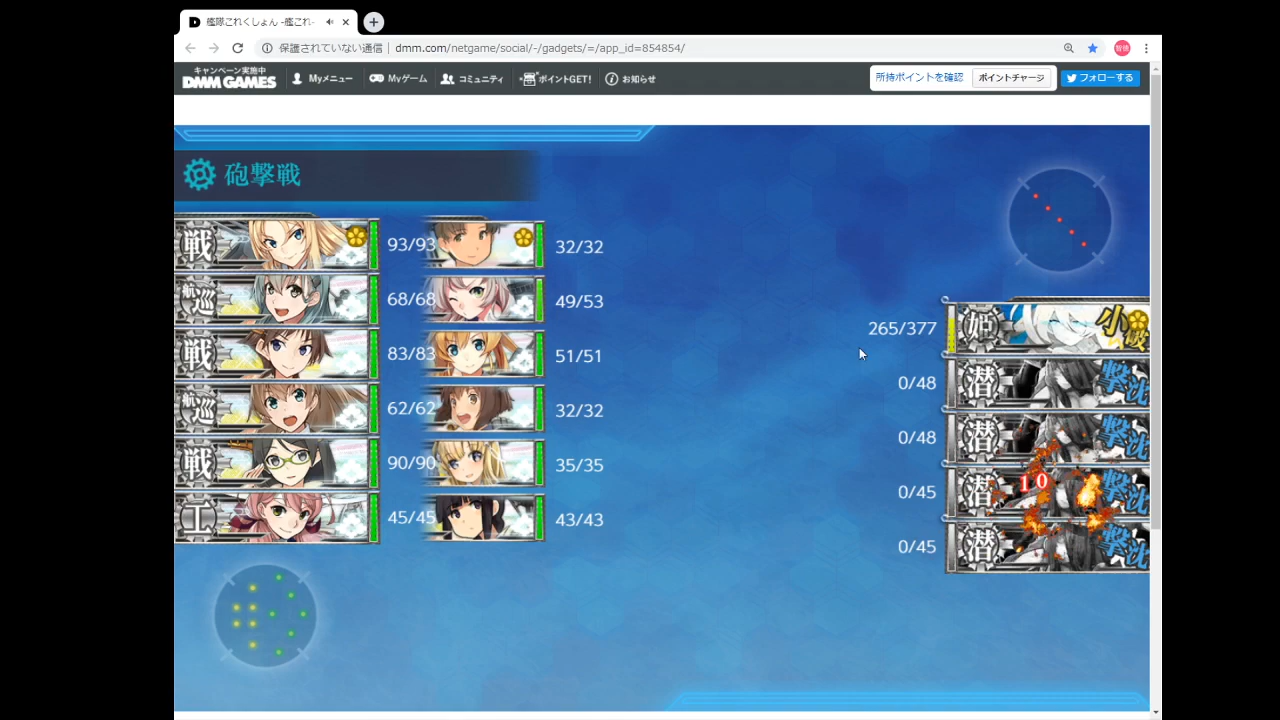 艦隊これくしょん -艦これ-
保護されていない通信 | dmm.com/netgame/social/-/gadgets/=/app_id=854854/
智倭
キャンペーン実施中
DMM GAMES
Myメニュー
Myゲーム
コミュニティ
ポイントGET!
お知らせ
所持ポイントを確認
ポイントチャージ
フォローする
砲撃戦
戦 93/93 32/32
航巡 68/68 49/53
戦 83/83 51/51
航巡 62/62 32/32
戦 90/90 35/35
工 45/45 43/43
265/377 姫 小破
0/48 潜 撃沈
0/48 潜 撃沈
0/45 潜 10 撃沈
0/45 潜 撃沈